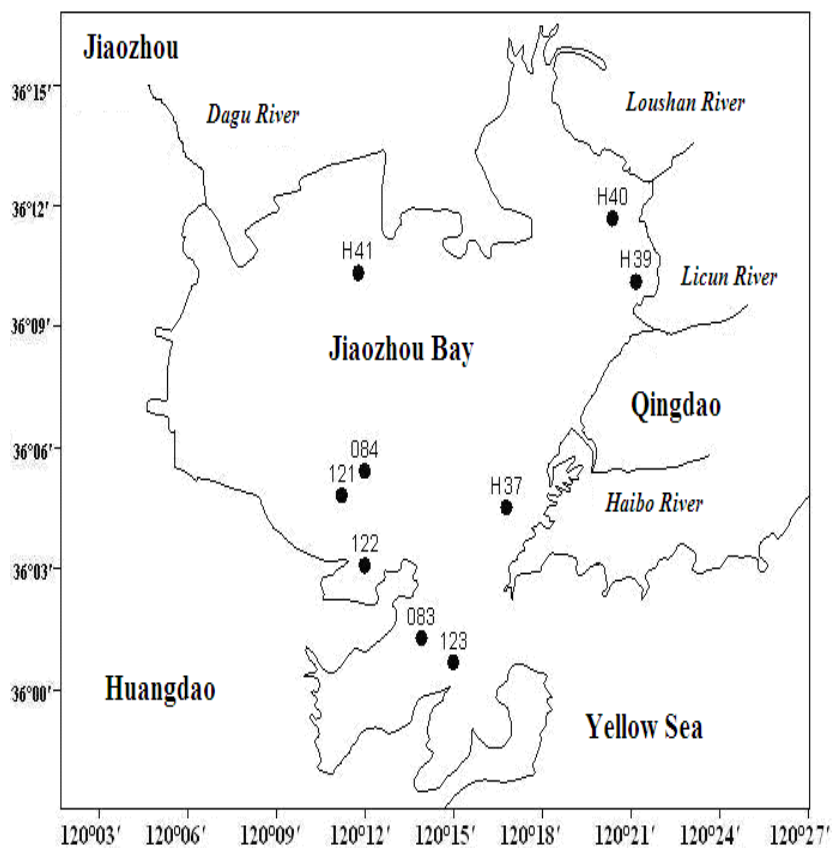 Jiaozhou
36°15′
Dagu River
Loushan River
36°12′
H40
H41
H39
Licun River
36°09′
Jiaozhou Bay
Qingdao
36°06′
084
121
H37
Haibo River
122
36°03′
083
123
Huangdao
36°00′
Yellow Sea
120°03′ 120°06′ 120°09′ 120°12′ 120°15′ 120°18′ 120°21′ 120°24′ 120°27′